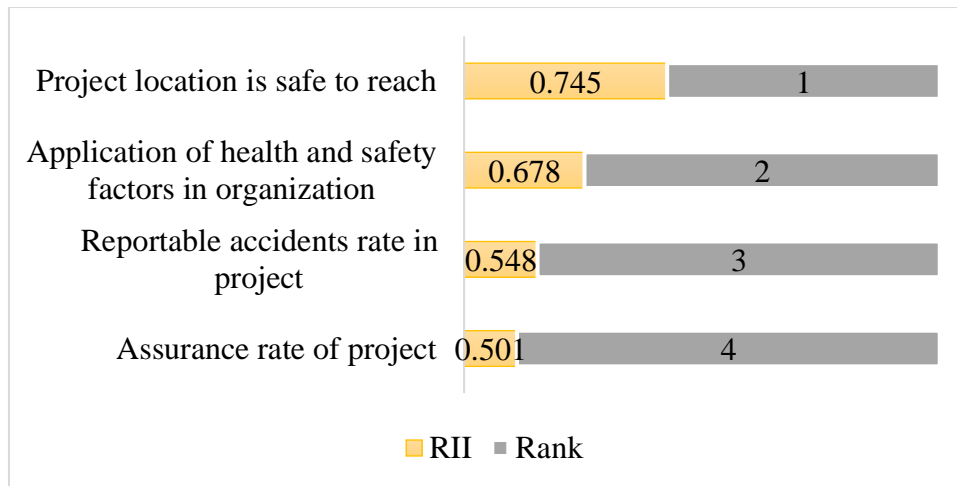 Project location is safe to reach
0.745
1
Application of health and safety
factors in organization
0.678
2
Reportable accidents rate in
project
0.548
3
Assurance rate of project
0.501
4
RII
Rank